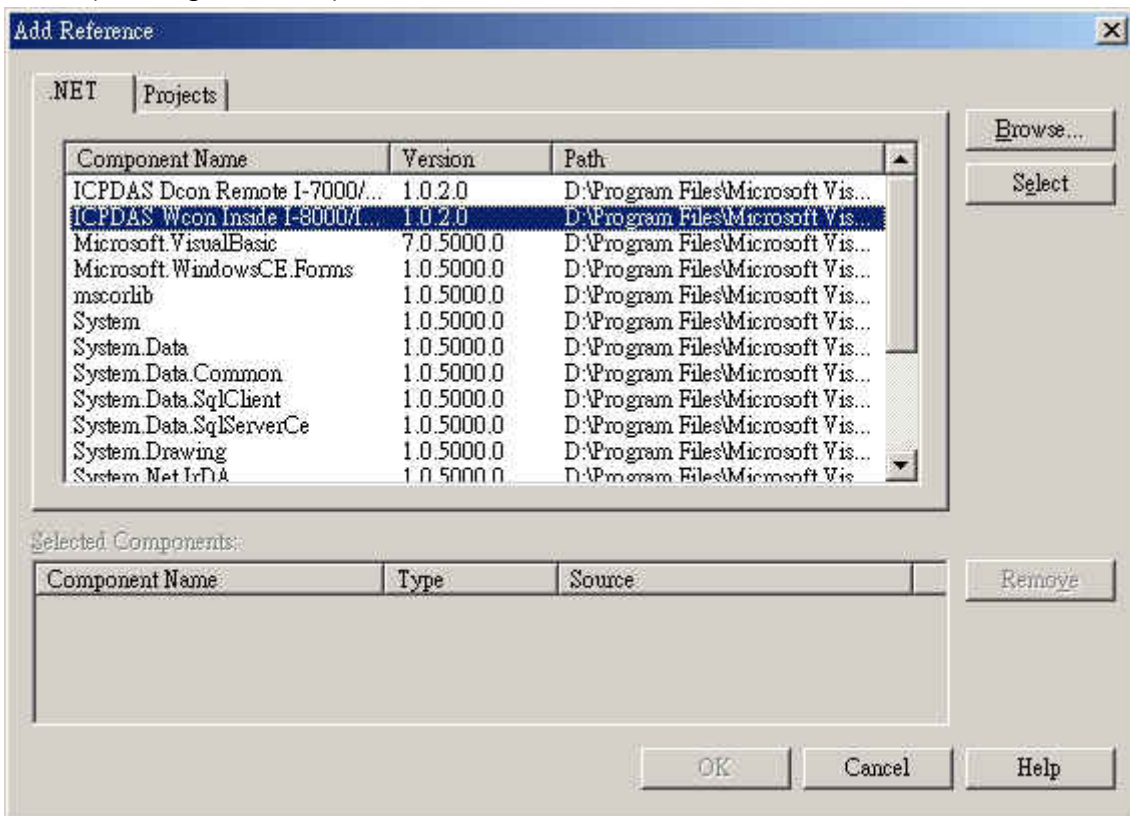 Add Reference
.NET Projects
Browse...
Component Name Version Path
Select
ICPDAS Dcon Remote I-7000/... 1.0.2.0 D:\Program Files\Microsoft Vis...
ICPDAS Wcon Inside I-8000/I... 1.0.2.0 D:\Program Files\Microsoft Vis...
Microsoft.VisualBasic 7.0.5000.0 D:\Program Files\Microsoft Vis...
Microsoft.WindowsCE.Forms 1.0.5000.0 D:\Program Files\Microsoft Vis...
mscorlib 1.0.5000.0 D:\Program Files\Microsoft Vis...
System 1.0.5000.0 D:\Program Files\Microsoft Vis...
System.Data 1.0.5000.0 D:\Program Files\Microsoft Vis...
System.Data.Common 1.0.5000.0 D:\Program Files\Microsoft Vis...
System.Data.SqlClient 1.0.5000.0 D:\Program Files\Microsoft Vis...
System.Data.SqlServerCe 1.0.5000.0 D:\Program Files\Microsoft Vis...
System.Drawing 1.0.5000.0 D:\Program Files\Microsoft Vis...
System.Net.IrDA 1.0.5000.0 D:\Program Files\Microsoft Vis
Selected Components:
Component Name Type Source
Remove
OK Cancel Help